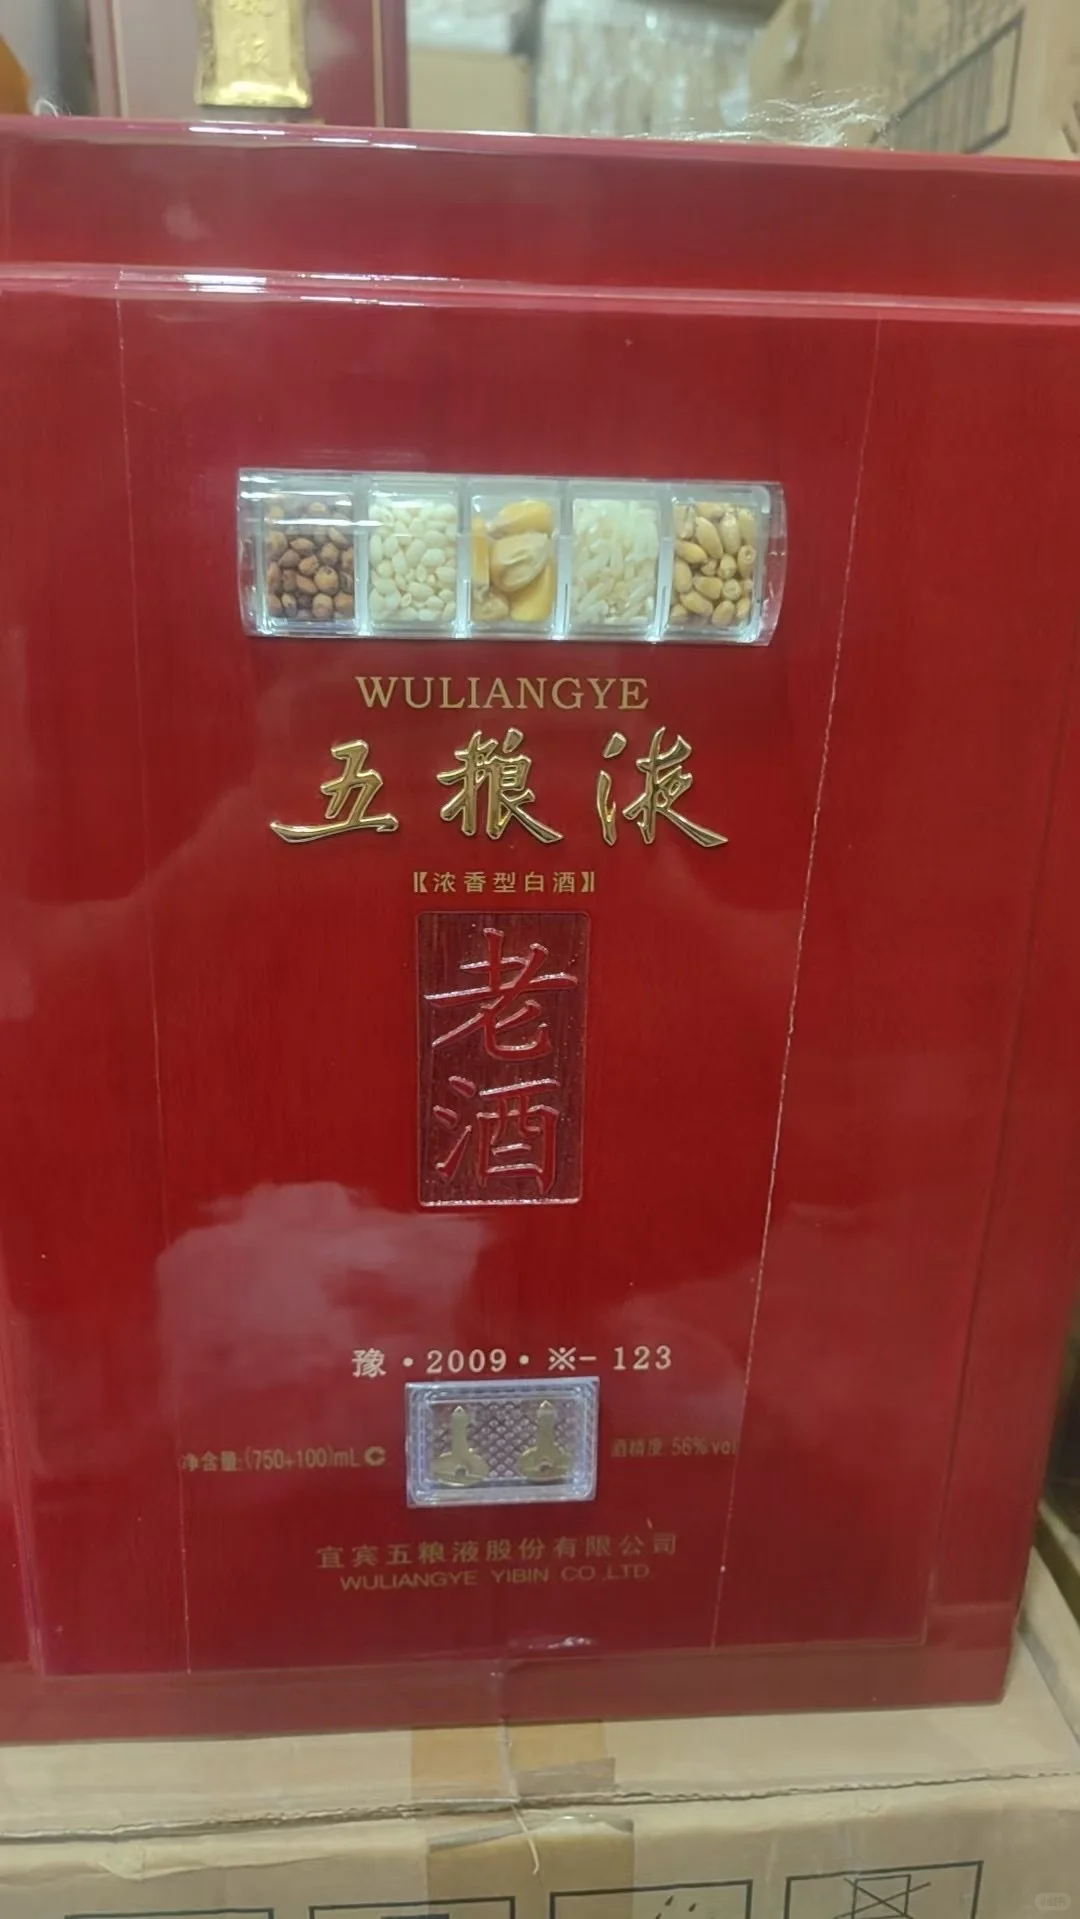 WULIANGYE
五粮液
【浓香型白酒】
老
酒
豫·2009·※-123
净含量:(750+100)mL C
酒精度:56%vol
宜宾五粮液股份有限公司
WULIANGYE YIBIN CO.,LTD.